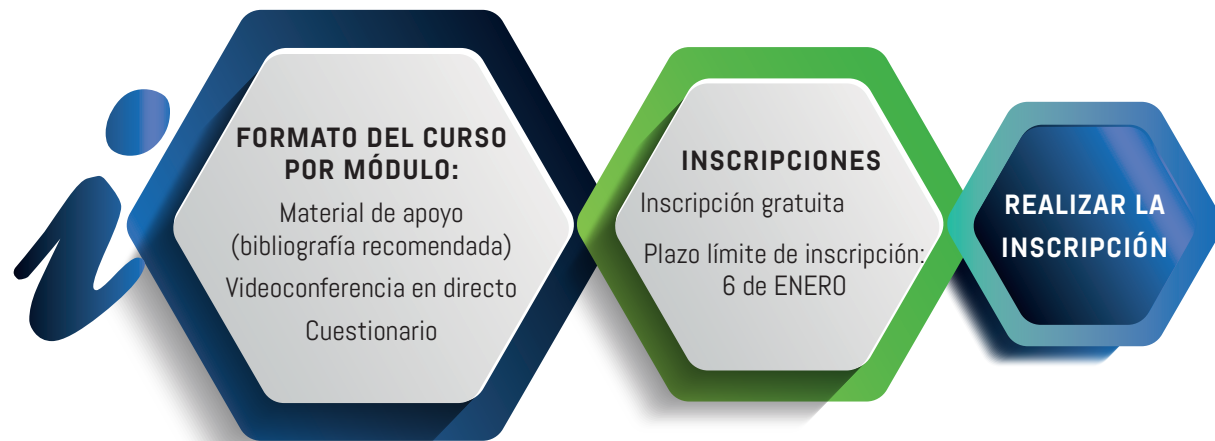 FORMATO DEL CURSO
POR MÓDULO:
Material de apoyo
(bibliografía recomendada)
Videoconferencia en directo
Cuestionario
INSCRIPCIONES
Inscripción gratuita
Plazo límite de inscripción:
6 de ENERO
REALIZAR LA
INSCRIPCIÓN